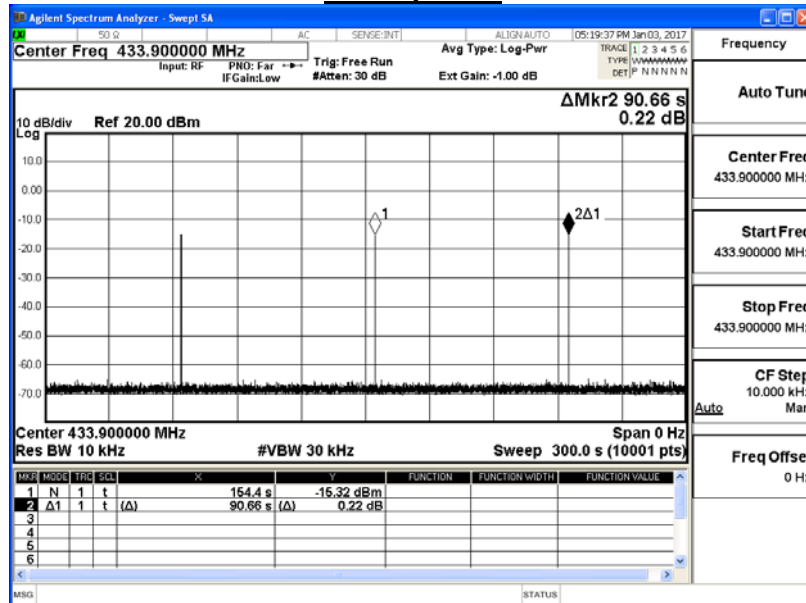 Agilent Spectrum Analyzer - Swept SA
50 Ω AC SENSE:INT ALIGN AUTO 05:19:37 PM Jan 03, 2017
Center Freq 433.900000 MHz
Input: RF PNO: Far Trig: Free Run Avg Type: Log-Pwr TRACE 1 2 3 4 5 6
TYPE WWWWWW
IFGain:Low #Atten: 30 dB Ext Gain: -1.00 dB DET P N N N N N
ΔMkr2 90.66 s
0.22 dB
10 dB/div Ref 20.00 dBm
Log
10.0
0.00
-10.0
-20.0
-30.0
-40.0
-50.0
-60.0
-70.0
1
2Δ1
Center 433.900000 MHz Span 0 Hz
Res BW 10 kHz #VBW 30 kHz Sweep 300.0 s (10001 pts)
MKR MODE TRC SCL X Y FUNCTION FUNCTION WIDTH FUNCTION VALUE
1 N 1 t 154.4 s -15.32 dBm
2 Δ1 1 t (Δ) 90.66 s (Δ) 0.22 dB
3
4
5
6
MSG STATUS
Frequency
Auto Tune
Center Freq
433.900000 MHz
Start Freq
433.900000 MHz
Stop Freq
433.900000 MHz
CF Step
10.000 kHz
Auto Man
Freq Offset
0 Hz